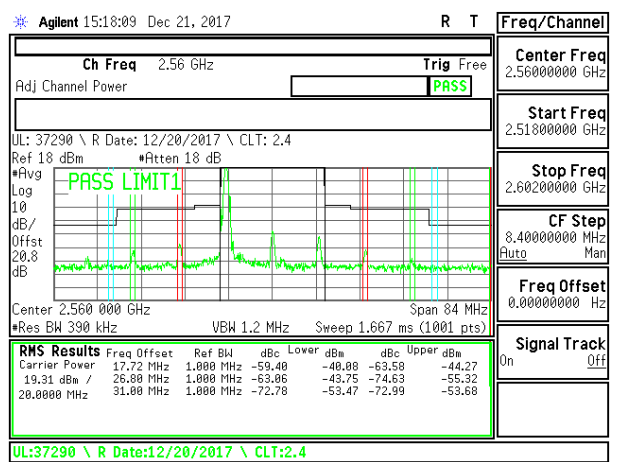 Agilent 15:18:09 Dec 21, 2017 R T
Freq/Channel
Ch Freq 2.56 GHz Trig Free
Adj Channel Power
PASS
Center Freq
2.56000000 GHz
Start Freq
2.51800000 GHz
Stop Freq
2.60200000 GHz
CF Step
8.40000000 MHz
Auto Man
Freq Offset
0.00000000 Hz
Signal Track
On Off
UL: 37290 \ R Date: 12/20/2017 \ CLT: 2.4
Ref 18 dBm #Atten 18 dB
#Avg
Log
10
dB/
Offst
20.8
dB
PASS LIMIT1
Center 2.560 000 GHz Span 84 MHz
#Res BW 390 kHz VBW 1.2 MHz Sweep 1.667 ms (1001 pts)
RMS Results Freq Offset Ref BW dBc Lower dBm dBc Upper dBm
Carrier Power 17.72 MHz 1.000 MHz -59.40 -40.08 -63.58 -44.27
19.31 dBm / 26.80 MHz 1.000 MHz -63.06 -43.75 -74.63 -55.32
20.0000 MHz 31.00 MHz 1.000 MHz -72.78 -53.47 -72.99 -53.68
UL:37290 \ R Date:12/20/2017 \ CLT:2.4